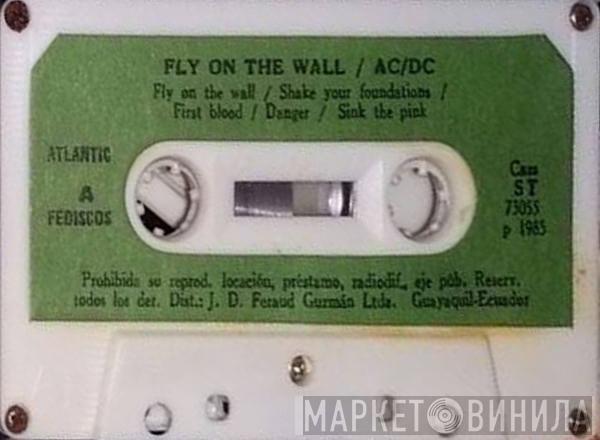 FLY ON THE WALL / AC/DC
Fly on the wall / Shake your foundations /
First blood / Danger / Sink the pink
ATLANTIC
A
FEDISCOS
Cass
ST
73055
p 1985
Prohibida su reprod. locación, préstamo, radiodif., eje púb. Reserv.
todos los der. Dist.: J. D. Feraud Guzmán Ltda. Guayaquil-Ecuador
МАРКЕТ ВИНИЛА